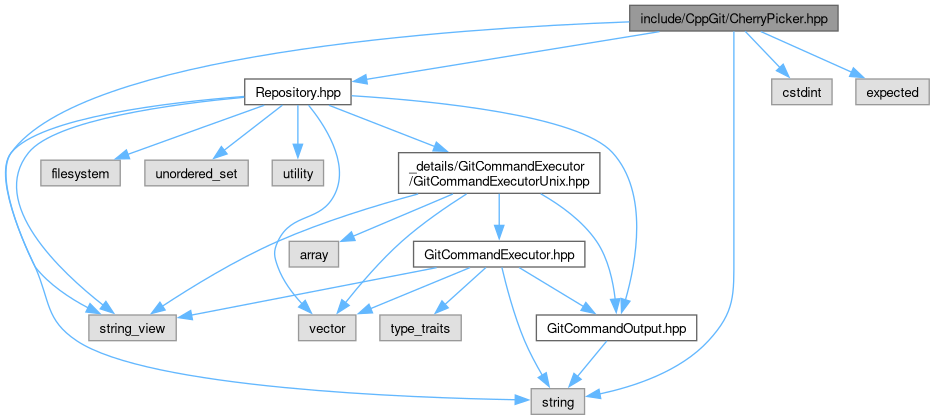 include/CppGit/CherryPicker.hpp
Repository.hpp
cstdint
expected
filesystem
unordered_set
utility
_details/GitCommandExecutor
/GitCommandExecutorUnix.hpp
array
GitCommandExecutor.hpp
string_view
vector
type_traits
GitCommandOutput.hpp
string